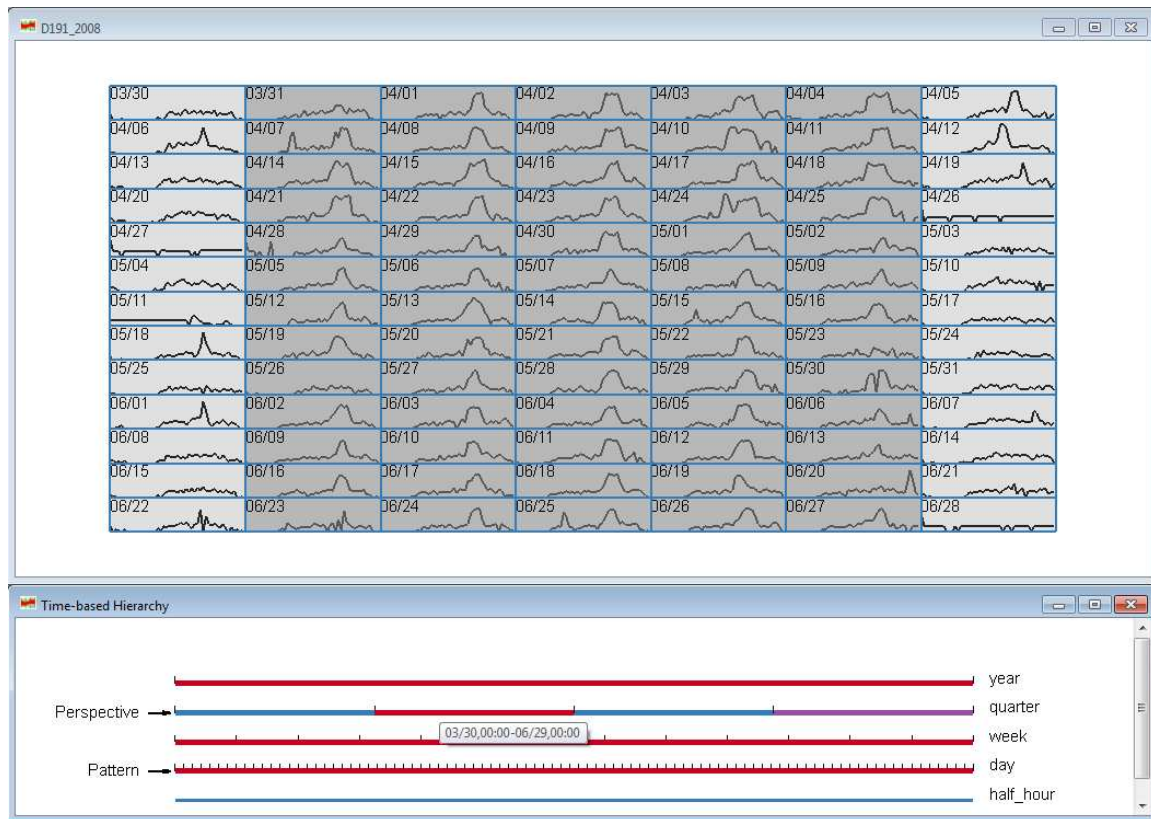 D191_2008
03/30 03/31 04/01 04/02 04/03 04/04 04/05
04/06 04/07 04/08 04/09 04/10 04/11 04/12
04/13 04/14 04/15 04/16 04/17 04/18 04/19
04/20 04/21 04/22 04/23 04/24 04/25 04/26
04/27 04/28 04/29 04/30 05/01 05/02 05/03
05/04 05/05 05/06 05/07 05/08 05/09 05/10
05/11 05/12 05/13 05/14 05/15 05/16 05/17
05/18 05/19 05/20 05/21 05/22 05/23 05/24
05/25 05/26 05/27 05/28 05/29 05/30 05/31
06/01 06/02 06/03 06/04 06/05 06/06 06/07
06/08 06/09 06/10 06/11 06/12 06/13 06/14
06/15 06/16 06/17 06/18 06/19 06/20 06/21
06/22 06/23 06/24 06/25 06/26 06/27 06/28
Time-based Hierarchy
year
Perspective quarter
03/30,00:00-06/29,00:00
week
Pattern day
half_hour